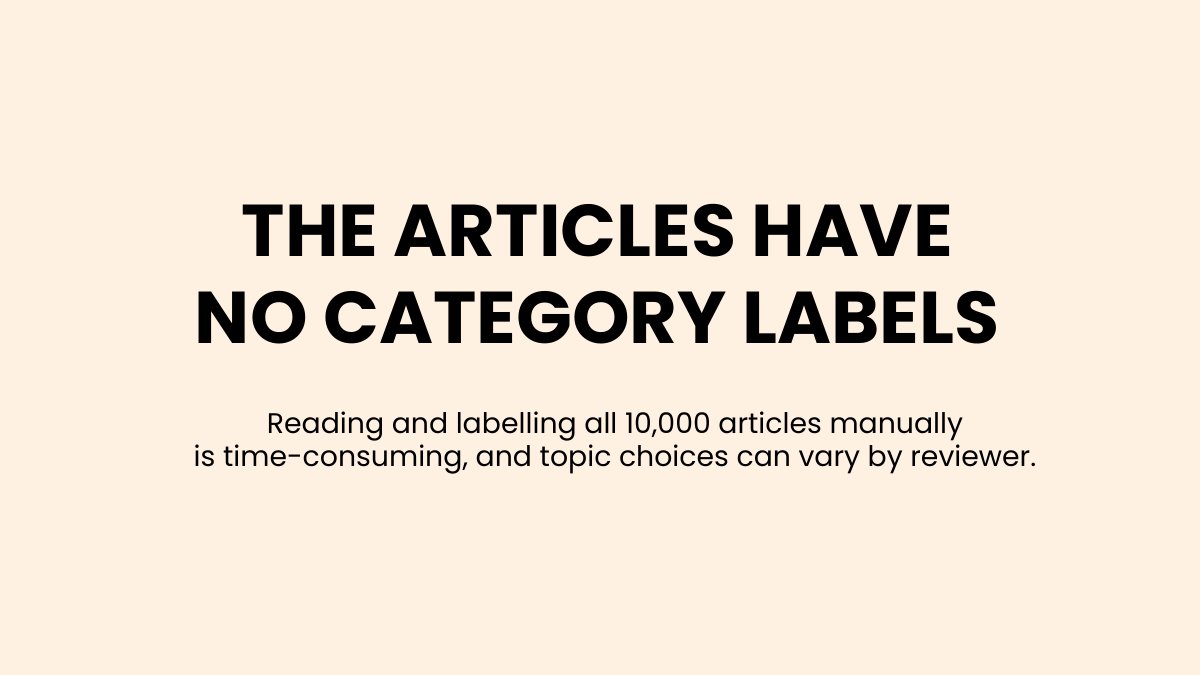 THE ARTICLES HAVE
NO CATEGORY LABELS
Reading and labelling all 10,000 articles manually
is time-consuming, and topic choices can vary by reviewer.